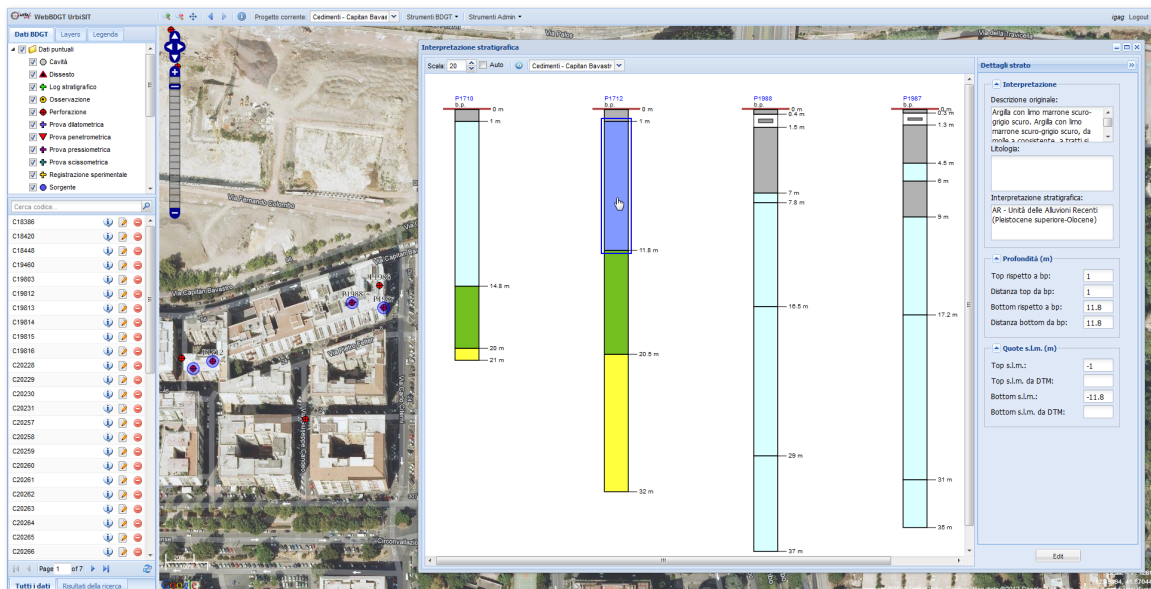 WebBDGT UrbiSIT
Progetto corrente: Cedimenti - Capitan Bavas
Strumenti BDGT
Strumenti Admin
igag Logout
Dati BDGT
Layers
Legenda
Dati puntuali
Cavità
Dissesto
Log stratigrafico
Osservazione
Perforazione
Prova dilatometrica
Prova penetrometrica
Prova pressiometrica
Prova scissometrica
Registrazione sperimentale
Sorgente
Cerca codice...
C18386
C18420
C18448
C19460
C19803
C19812
C19813
C19814
C19815
C19816
C20228
C20229
C20230
C20231
C20257
C20258
C20259
C20260
C20261
C20262
C20263
C20264
C20265
C20266
Page 1 of 7
Tutti i dati
Risultati della ricerca
Via Fernando Colombo
Via Capitan Bavastro
Via Pietro Felter
P1988
Circonvallazio
Google
Interpretazione stratigrafica
Scala: 20
Auto
Cedimenti - Capitan Bavastr
P1710
b.p.
0 m
1 m
14.8 m
20 m
21 m
P1712
b.p.
0 m
1 m
11.8 m
20.5 m
32 m
P1988
b.p.
0 m
0.4 m
1.5 m
7 m
7.8 m
16.5 m
29 m
37 m
P1987
b.p.
0 m
0.3 m
1.3 m
4.5 m
6 m
9 m
17.2 m
31 m
35 m
Dettagli strato
Interpretazione
Descrizione originale:
Argilla con limo marrone scuro-
grigio scuro. Argilla con limo
marrone scuro-grigio scuro, da
molle a consistente, a tratti si
Litologia:
Interpretazione stratigrafica:
AR - Unità delle Alluvioni Recenti
(Pleistocene superiore-Olocene)
Profondità (m)
Top rispetto a bp: 1
Distanza top da bp: 1
Bottom rispetto a bp: 11.8
Distanza bottom da bp: 11.8
Quote s.l.m. (m)
Top s.l.m.: -1
Top s.l.m. da DTM:
Bottom s.l.m.: -11.8
Bottom s.l.m. da DTM:
Edit